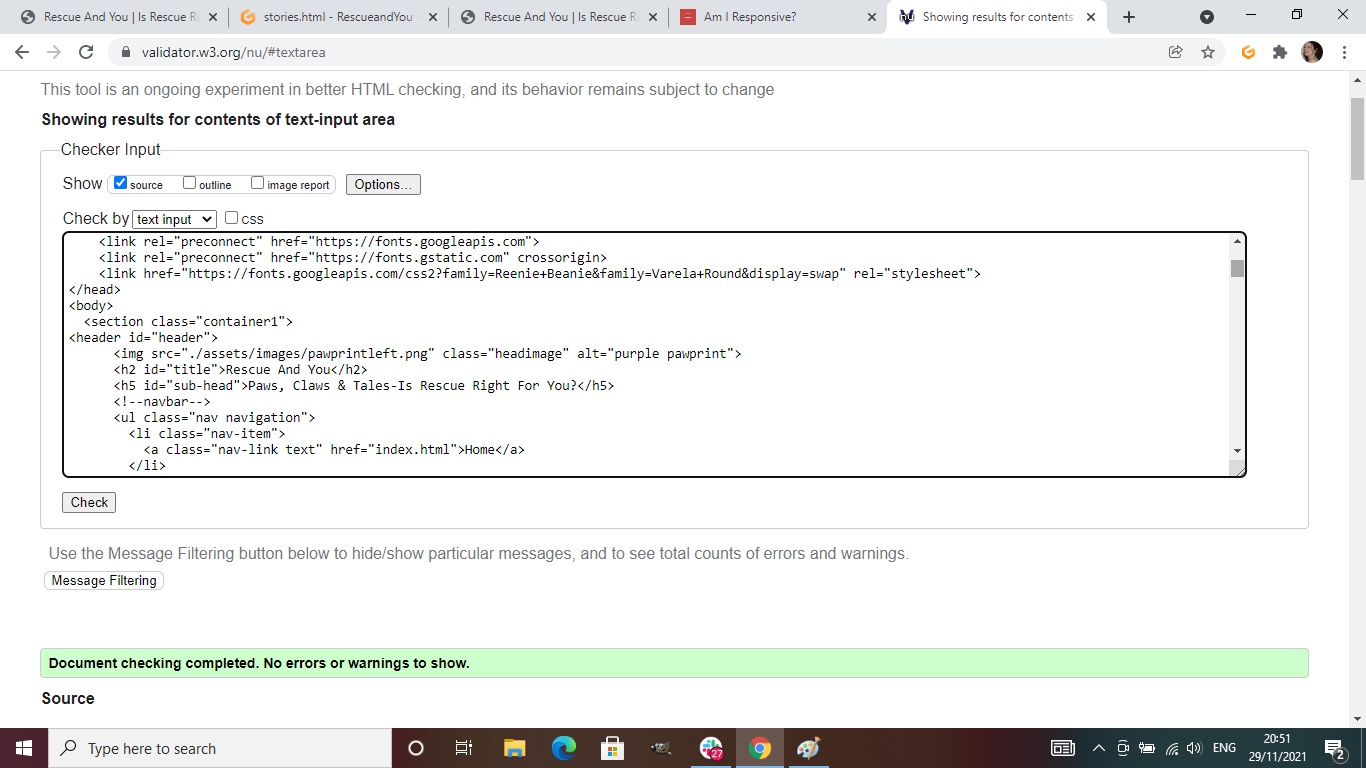 Rescue And You | Is Rescue Ri
stories.html - RescueandYou -
Rescue And You | Is Rescue Ri
Am I Responsive?
Showing results for contents
validator.w3.org/nu/#textarea
This tool is an ongoing experiment in better HTML checking, and its behavior remains subject to change
Showing results for contents of text-input area
Checker Input
Show source outline image report Options...
Check by text input css
<link rel="preconnect" href="https://fonts.googleapis.com">
<link rel="preconnect" href="https://fonts.gstatic.com" crossorigin>
<link href="https://fonts.googleapis.com/css2?family=Reenie+Beanie&family=Varela+Round&display=swap" rel="stylesheet">
</head>
<body>
<section class="container1">
<header id="header">
<img src="./assets/images/pawprintleft.png" class="headimage" alt="purple pawprint">
<h2 id="title">Rescue And You</h2>
<h5 id="sub-head">Paws, Claws & Tales-Is Rescue Right For You?</h5>
<!--navbar-->
<ul class="nav navigation">
<li class="nav-item">
<a class="nav-link text" href="index.html">Home</a>
</li>
Check
Use the Message Filtering button below to hide/show particular messages, and to see total counts of errors and warnings.
Message Filtering
Document checking completed. No errors or warnings to show.
Source
Type here to search
27
ENG
20:51
29/11/2021
2